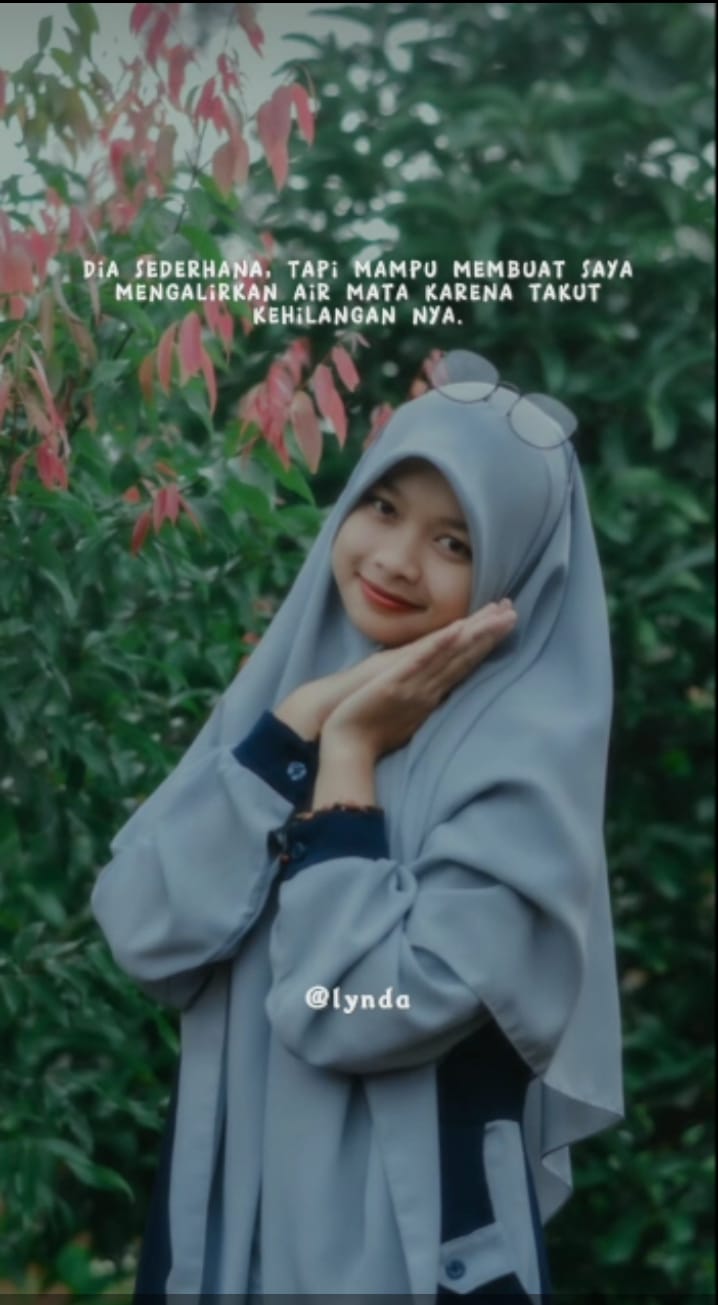 DiA SEDERHANA, TAPi MAMPU MEMBUAT SAYA
MENGALiRKAN AiR MATA KARENA TAKUT
KEHiLANGAN NYA.
@lynda